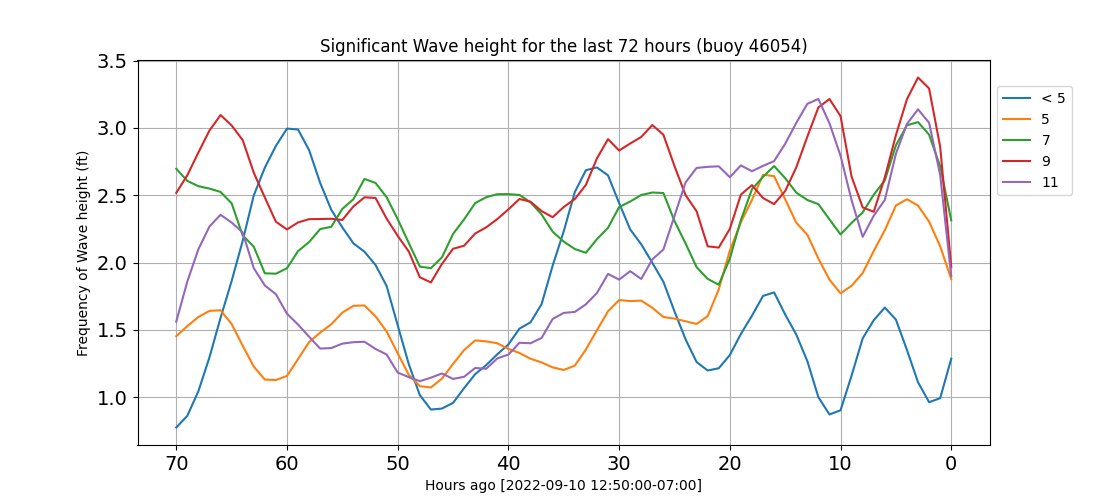 Significant Wave height for the last 72 hours (buoy 46054)
Frequency of Wave height (ft)
3.5
3.0
2.5
2.0
1.5
1.0
70 60 50 40 30 20 10 0
Hours ago [2022-09-10 12:50:00-07:00]
< 5
5
7
9
11